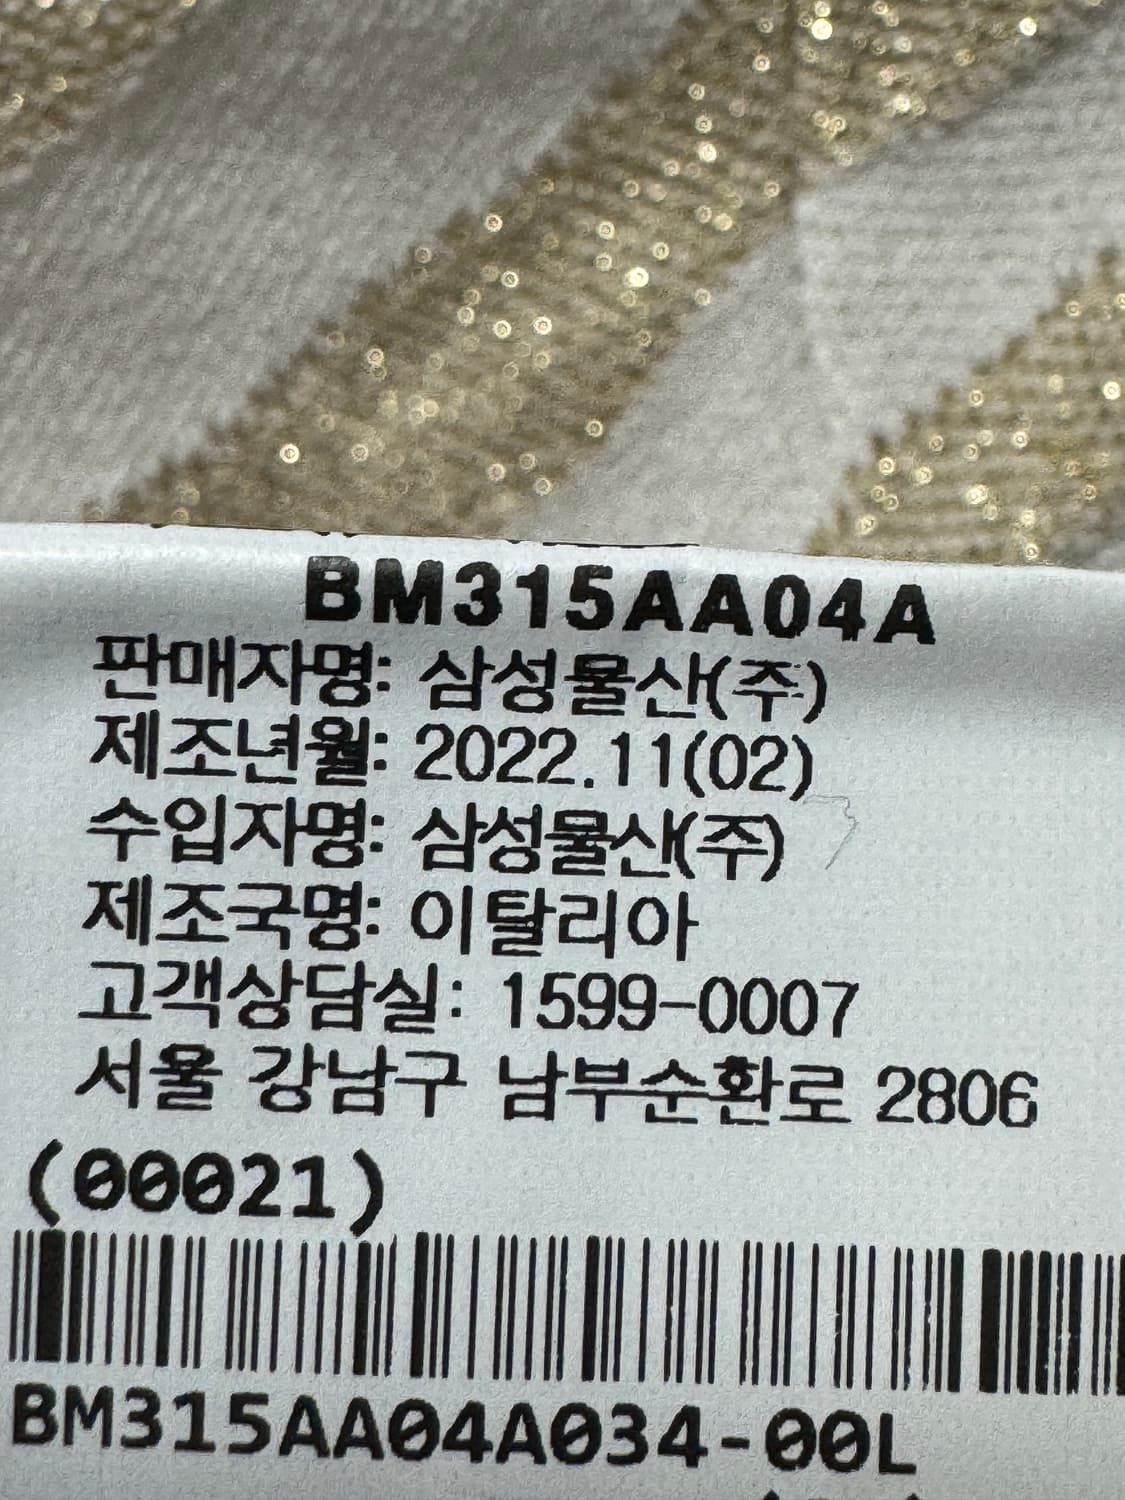 BM315AA04A
판매자명: 삼성물산(주)
제조년월: 2022.11(02)
수입자명: 삼성물산(주)
제조국명: 이탈리아
고객상담실: 1599-0007
서울 강남구 남부순환로 2806
(00021)
BM315AA04A034-00L